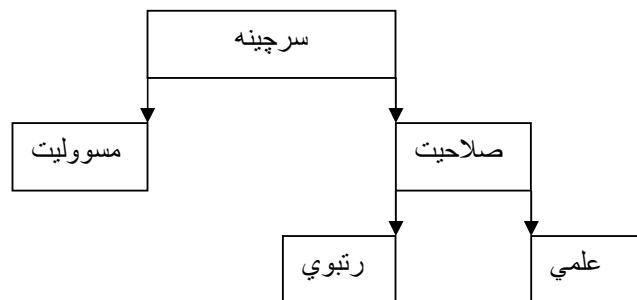 سرچينه
صلاحيت
مسووليت
علمي
رتبوي